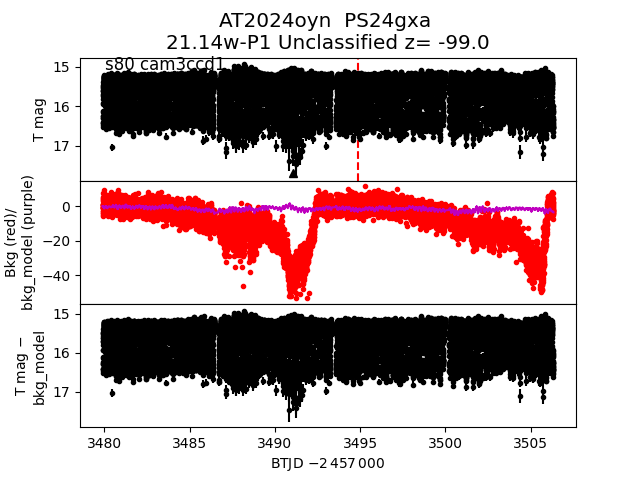 AT2024oyn  PS24gxa
21.14w-P1 Unclassified z= -99.0
s80 cam3ccd1
15
16
17
T mag
0
−20
−40
Bkg (red)/
bkg_model (purple)
15
16
17
T mag −
bkg_model
3480 3485 3490 3495 3500 3505
BTJD −2 457 000